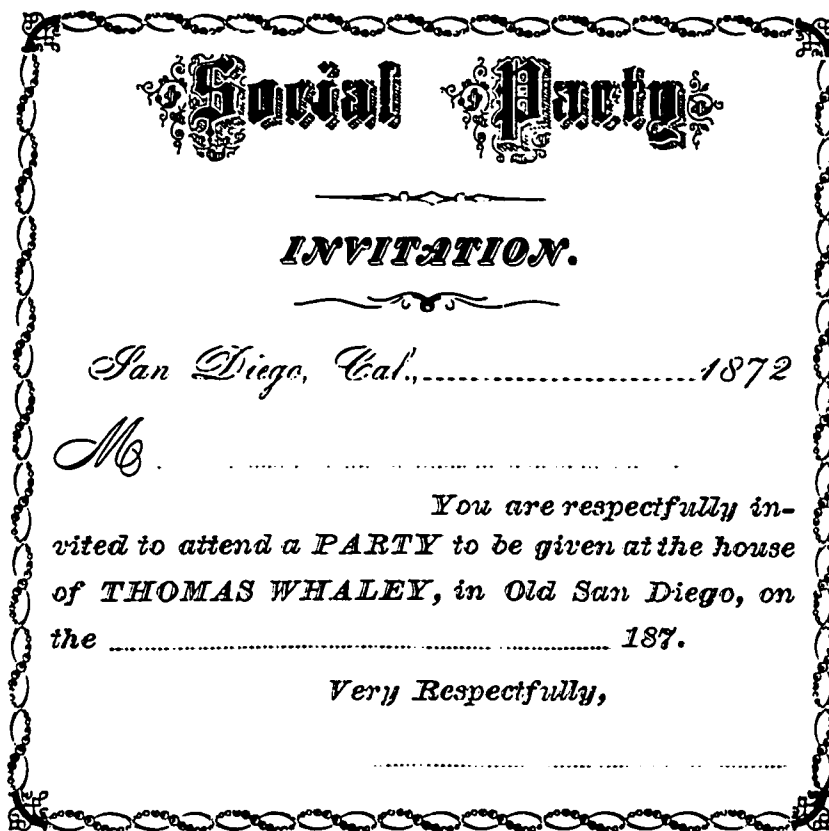 Social Party
INVITATION.
San Diego, Cal., 1872
M
You are respectfully in-
vited to attend a PARTY to be given at the house
of THOMAS WHALEY, in Old San Diego, on
the 187.
Very Respectfully,